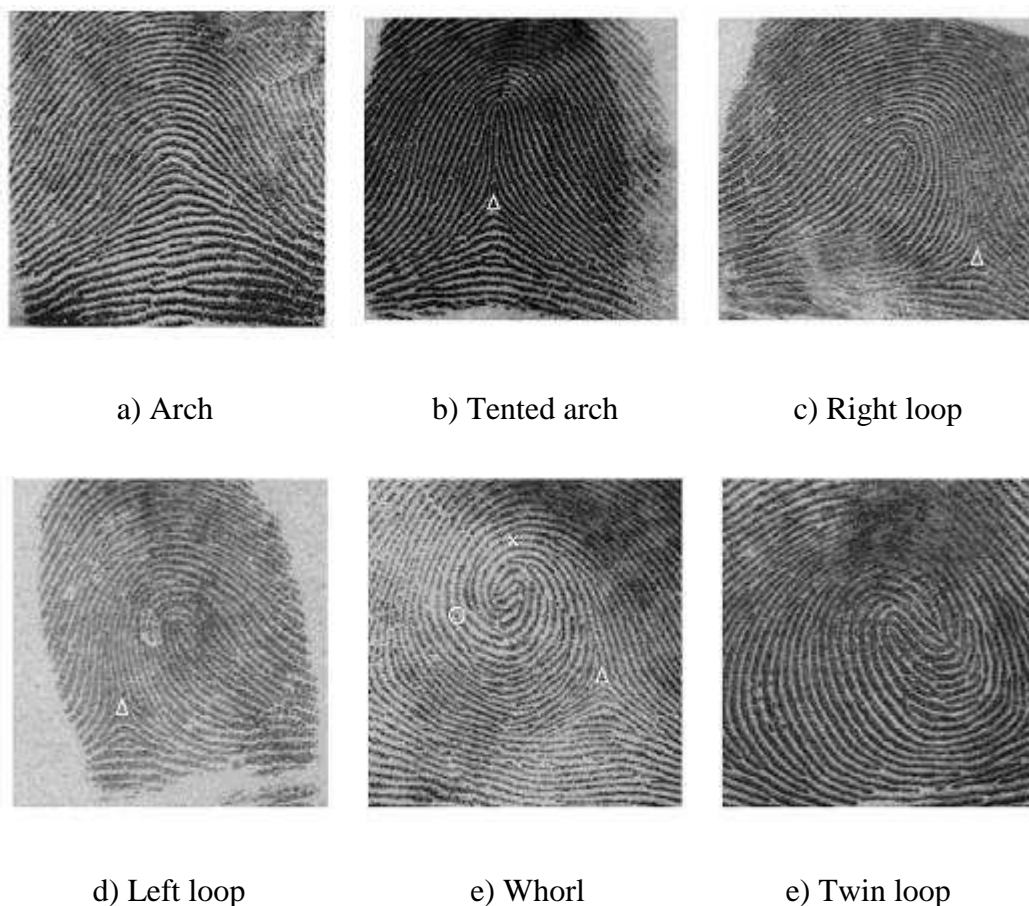 a) Arch
b) Tented arch
c) Right loop
d) Left loop
e) Whorl
e) Twin loop